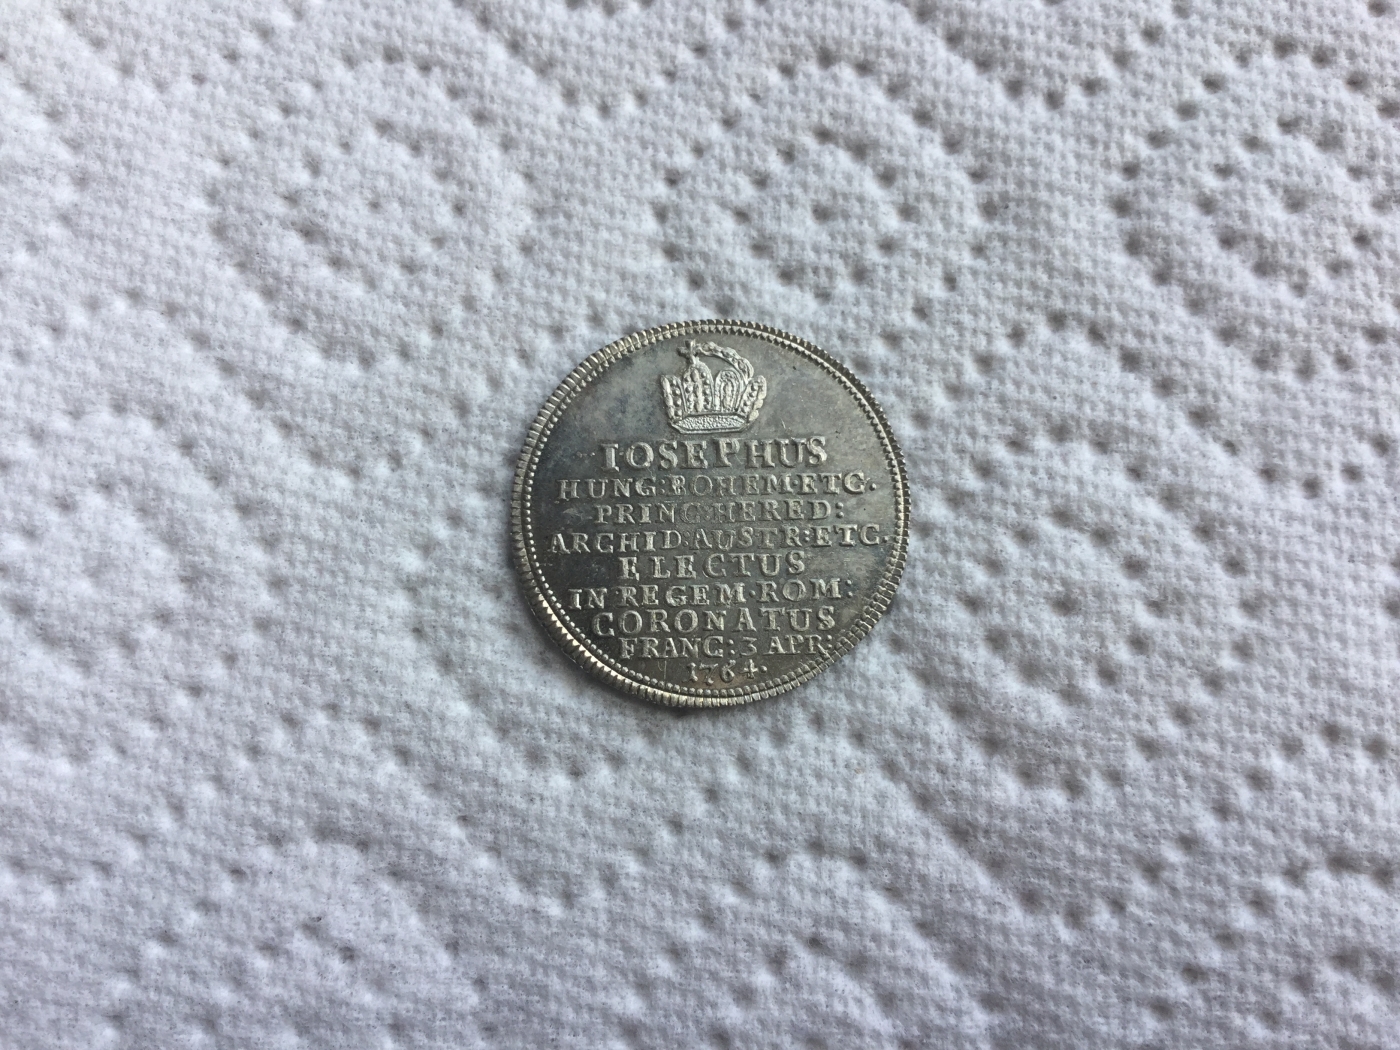 IOSEPHUS
HUNG:BOHEM·ETC.
PRINC:HERED:
ARCHID:AUSTR:ETC.
ELECTUS
IN REGEM·ROM:
CORONATUS
FRANC: 3 APR:
1764.